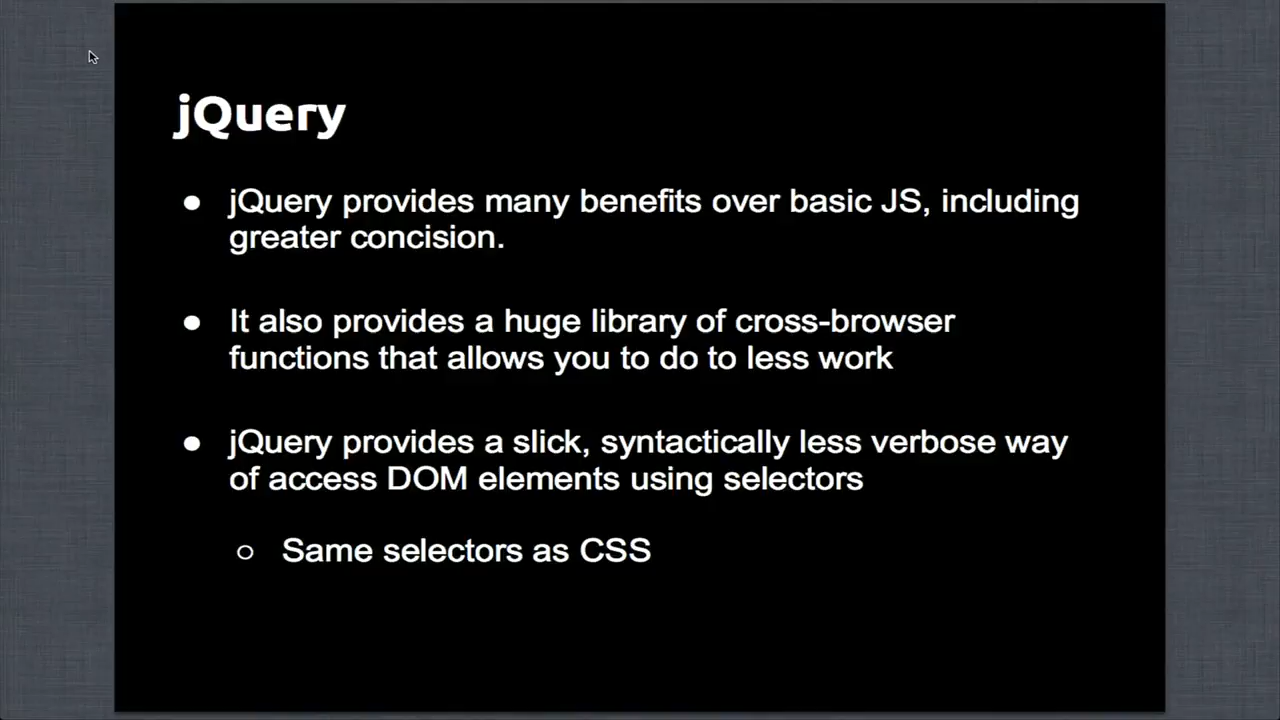 jQuery
● jQuery provides many benefits over basic JS, including
greater concision.
● It also provides a huge library of cross-browser
functions that allows you to do to less work
● jQuery provides a slick, syntactically less verbose way
of access DOM elements using selectors
○ Same selectors as CSS